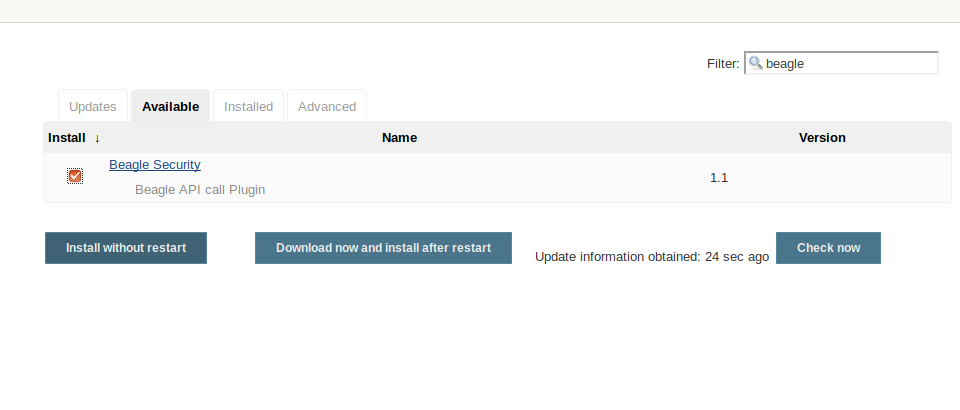 Filter: beagle
Updates Available Installed Advanced
Install ↓ Name Version
Beagle Security 1.1
Beagle API call Plugin
Install without restart Download now and install after restart Update information obtained: 24 sec ago Check now